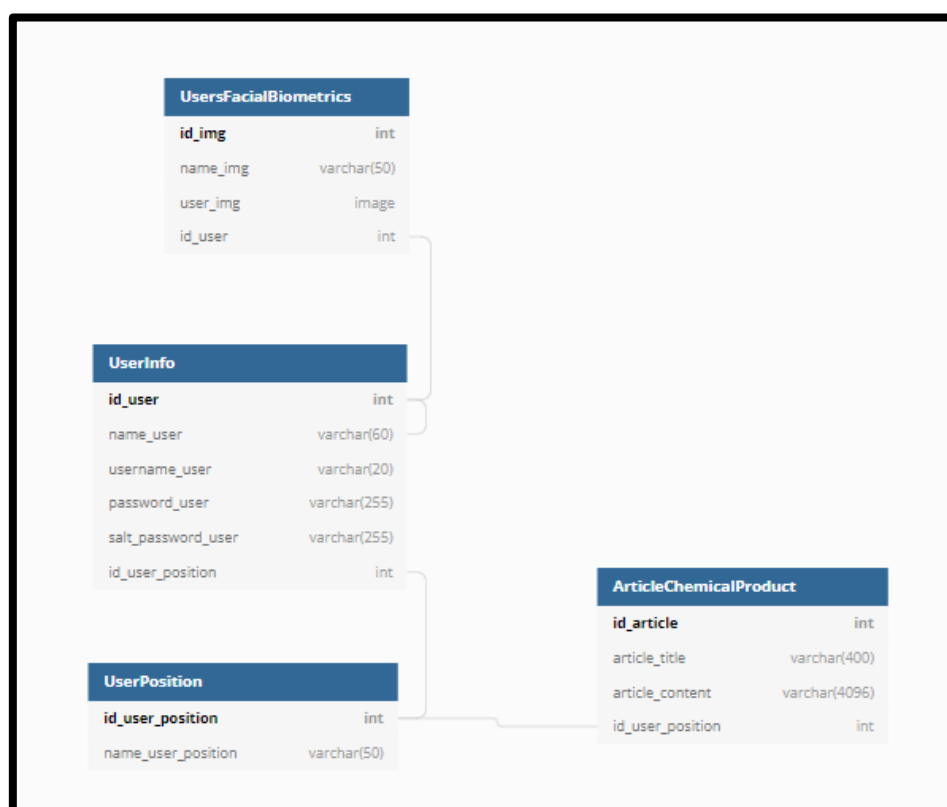 UsersFacialBiometrics
id_img int
name_img varchar(50)
user_img image
id_user int
UserInfo
id_user int
name_user varchar(60)
username_user varchar(20)
password_user varchar(255)
salt_password_user varchar(255)
id_user_position int
UserPosition
id_user_position int
name_user_position varchar(50)
ArticleChemicalProduct
id_article int
article_title varchar(400)
article_content varchar(4096)
id_user_position int